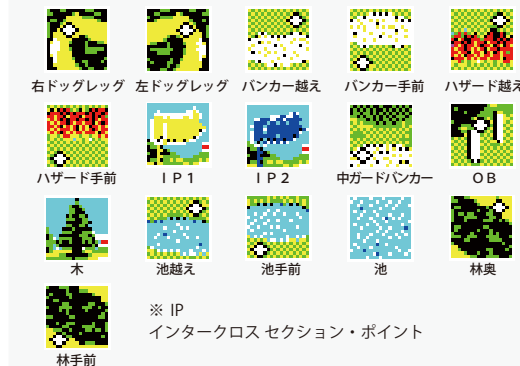 右ドッグレッグ 左ドッグレッグ バンカー越え バンカー手前 ハザード越え
ハザード手前 IP1 IP2 中ガードバンカー OB
木 池越え 池手前 池 林奥
林手前
※ IP
インタークロス セクション・ポイント